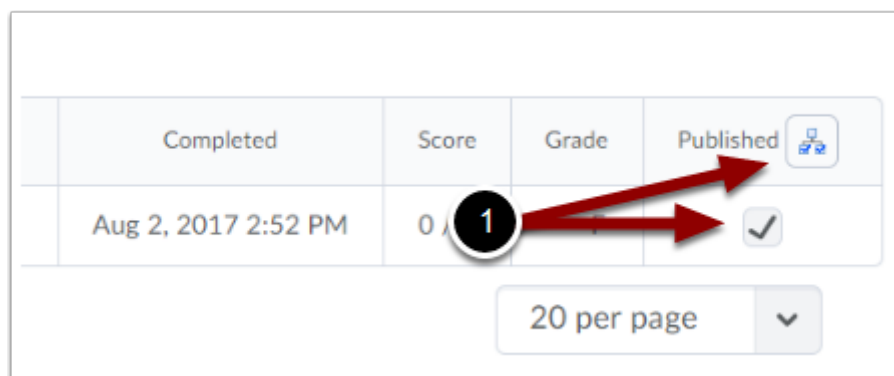 Completed Score Grade Published
Aug 2, 2017 2:52 PM 0 / 1
20 per page